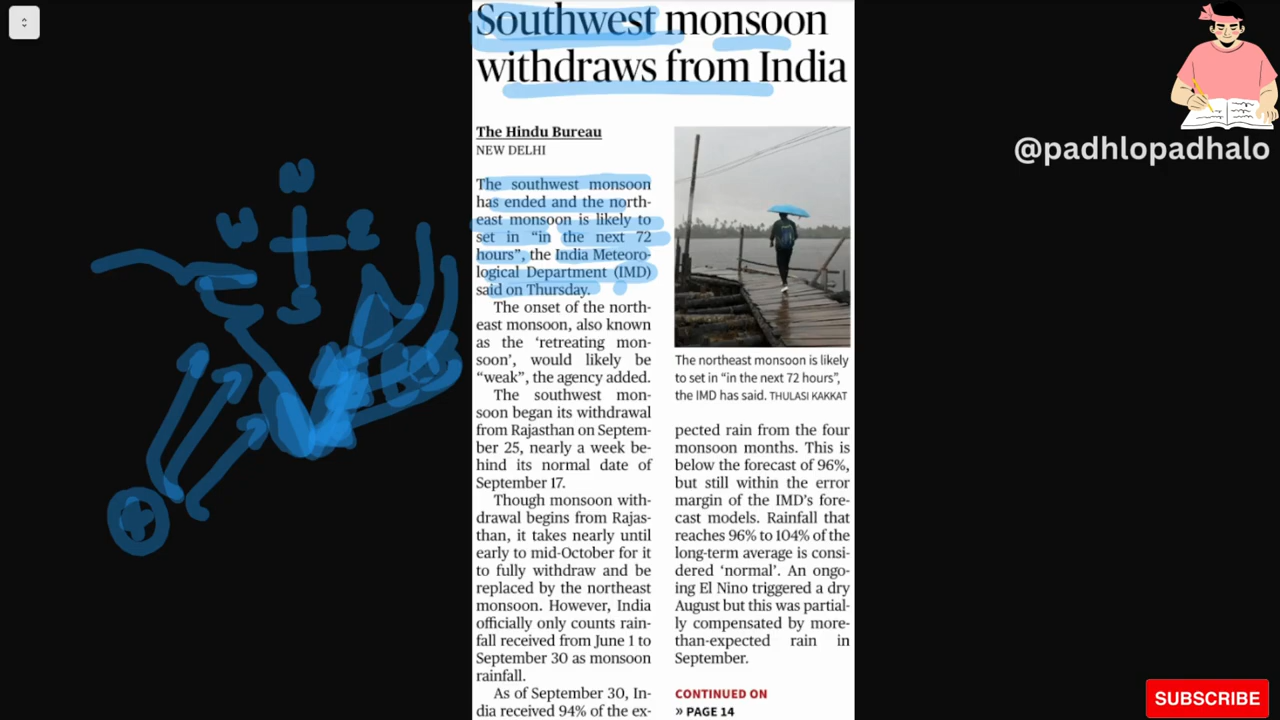 Southwest monsoon
withdraws from India
The Hindu Bureau
NEW DELHI
The southwest monsoon
has ended and the north-
east monsoon is likely to
set in “in the next 72
hours”, the India Meteoro-
logical Department (IMD)
said on Thursday.
The onset of the north-
east monsoon, also known
as the ‘retreating mon-
soon’, would likely be
“weak”, the agency added.
The southwest mon-
soon began its withdrawal
from Rajasthan on Septem-
ber 25, nearly a week be-
hind its normal date of
September 17.
Though monsoon with-
drawal begins from Rajas-
than, it takes nearly until
early to mid-October for it
to fully withdraw and be
replaced by the northeast
monsoon. However, India
officially only counts rain-
fall received from June 1 to
September 30 as monsoon
rainfall.
As of September 30, In-
dia received 94% of the ex-
The northeast monsoon is likely
to set in “in the next 72 hours”,
the IMD has said. THULASI KAKKAT
pected rain from the four
monsoon months. This is
below the forecast of 96%,
but still within the error
margin of the IMD’s fore-
cast models. Rainfall that
reaches 96% to 104% of the
long-term average is consi-
dered ‘normal’. An ongo-
ing El Nino triggered a dry
August but this was partial-
ly compensated by more-
than-expected rain in
September.
CONTINUED ON
» PAGE 14
@padhlopadhalo
SUBSCRIBE
N
W E
S